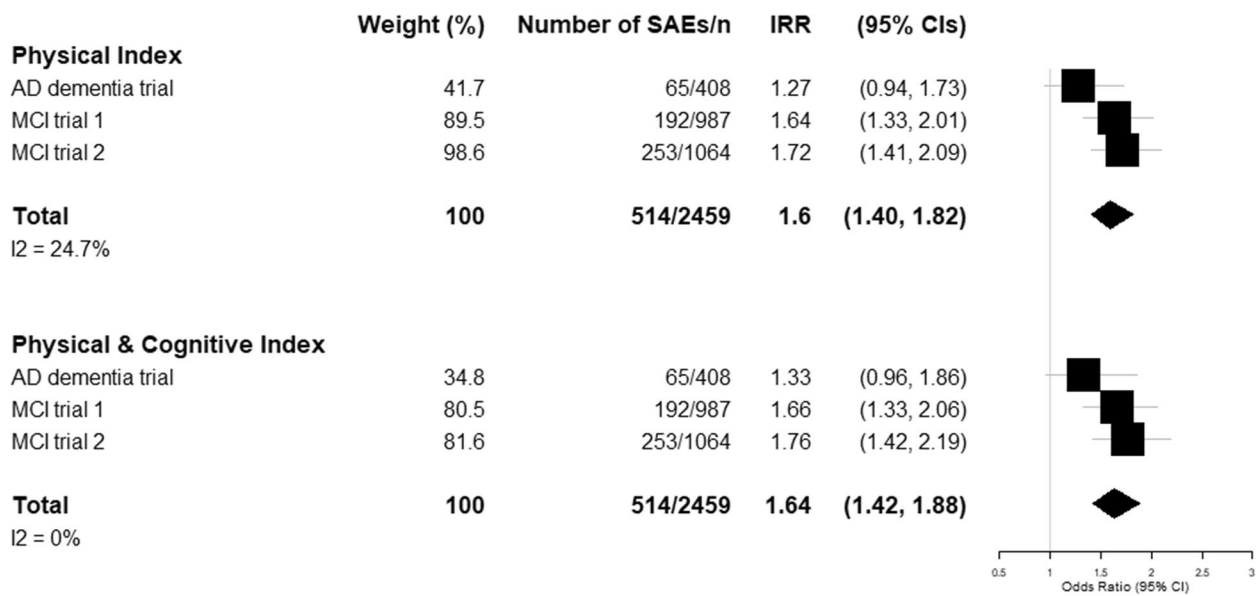 Weight (%) Number of SAEs/n IRR (95% CIs)
Physical Index
AD dementia trial 41.7 65/408 1.27 (0.94, 1.73)
MCI trial 1 89.5 192/987 1.64 (1.33, 2.01)
MCI trial 2 98.6 253/1064 1.72 (1.41, 2.09)
Total 100 514/2459 1.6 (1.40, 1.82)
I2 = 24.7%
Physical & Cognitive Index
AD dementia trial 34.8 65/408 1.33 (0.96, 1.86)
MCI trial 1 80.5 192/987 1.66 (1.33, 2.06)
MCI trial 2 81.6 253/1064 1.76 (1.42, 2.19)
Total 100 514/2459 1.64 (1.42, 1.88)
I2 = 0%
0.5 1 1.5 2 2.5 3
Odds Ratio (95% CI)